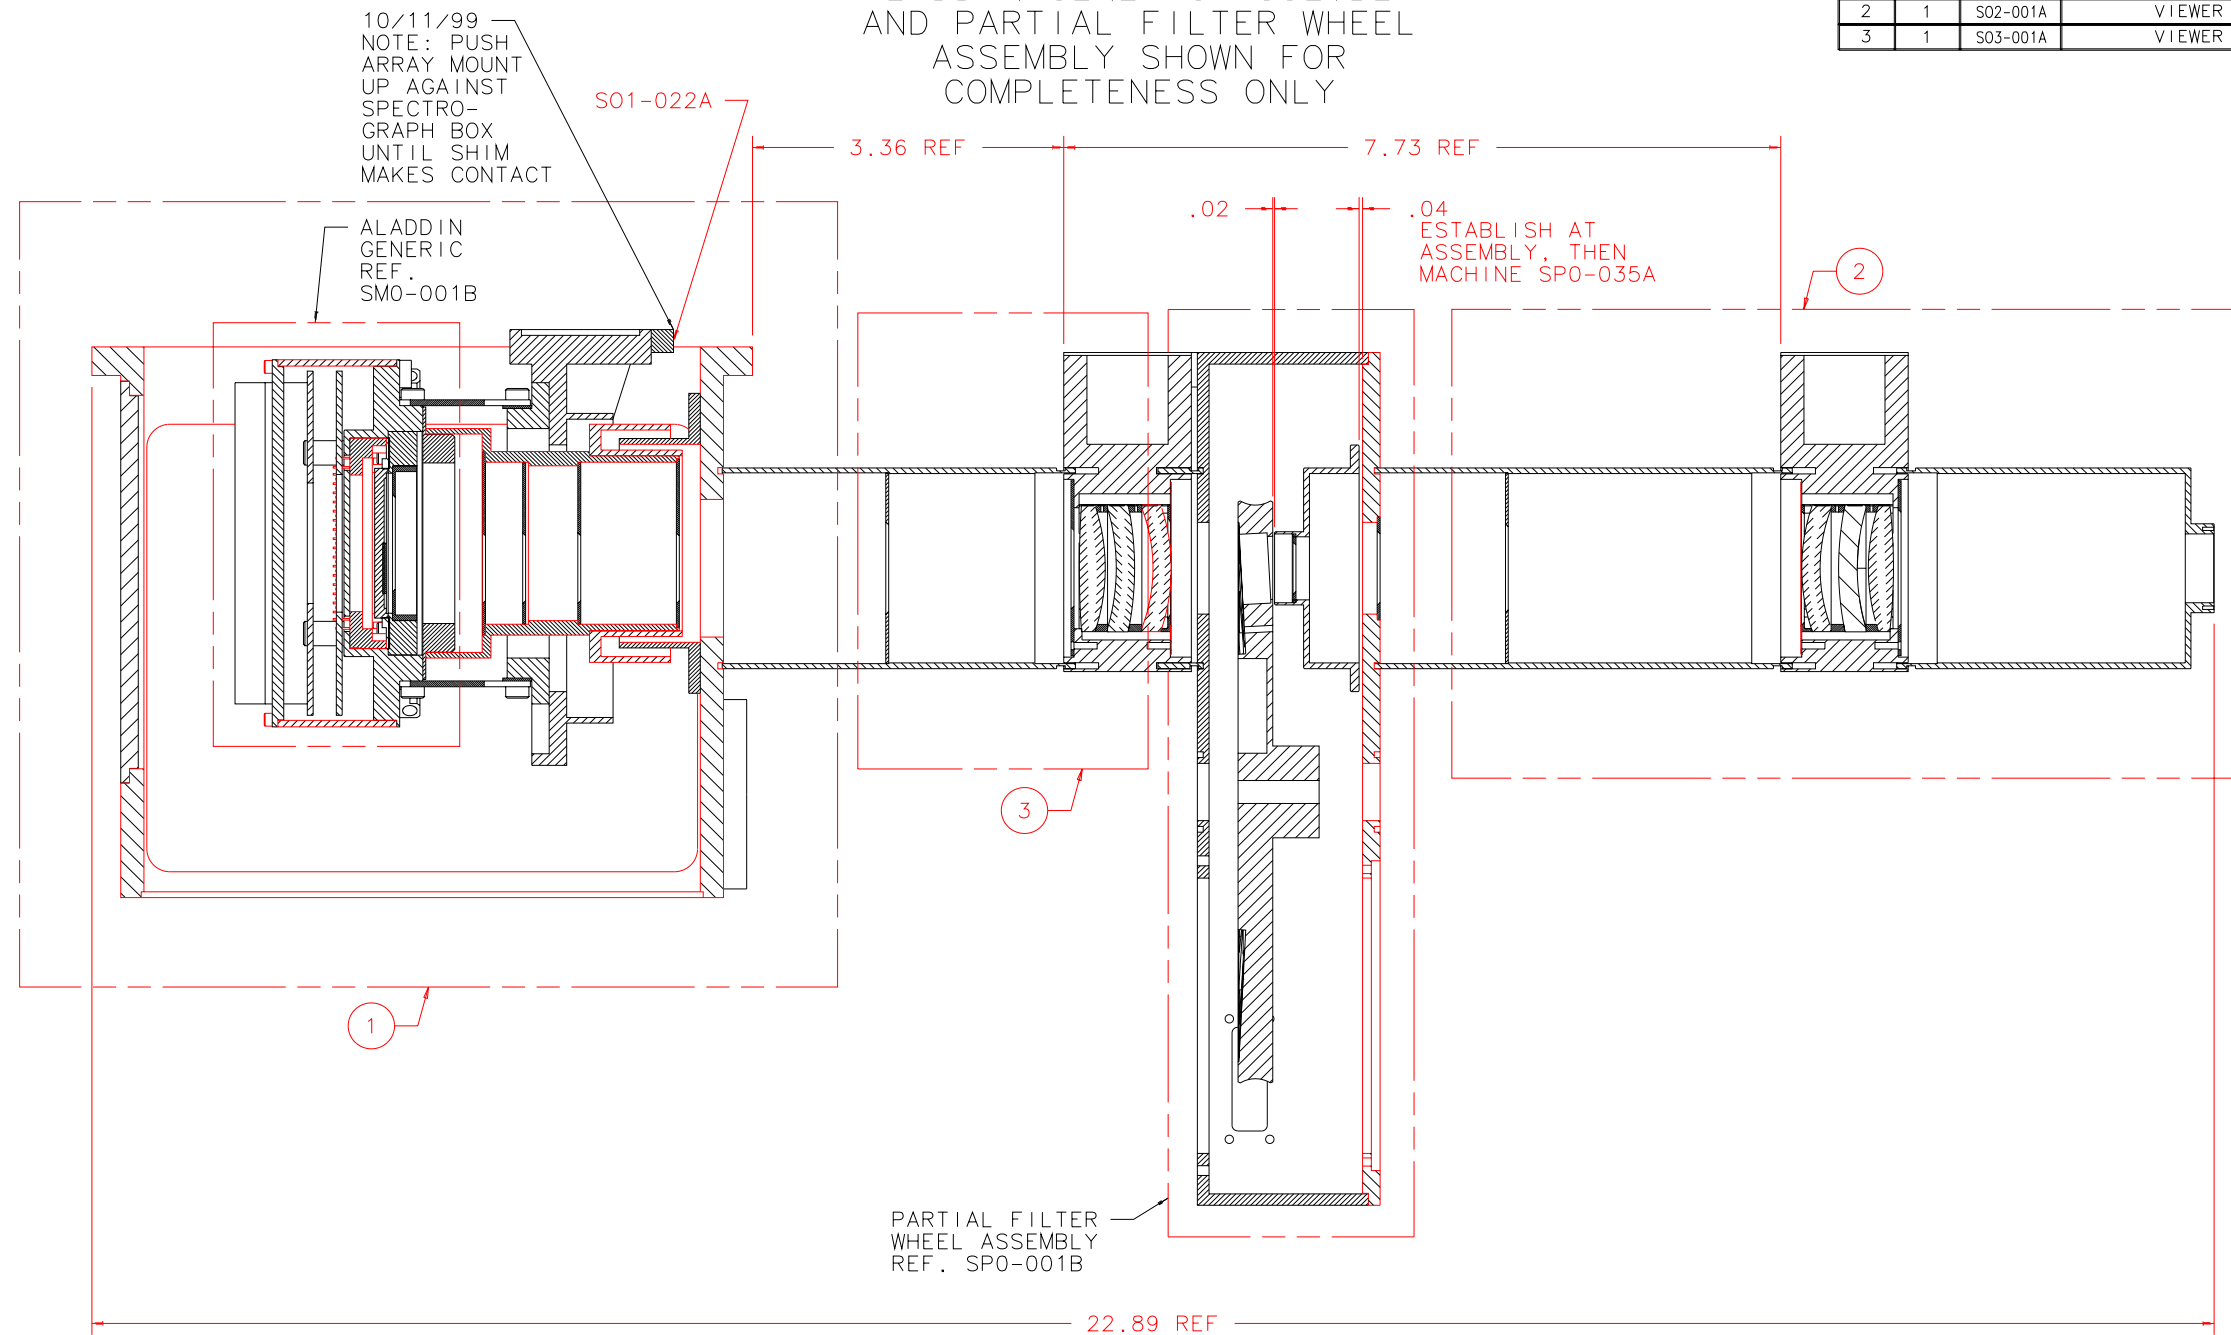 10/11/99
NOTE: PUSH
ARRAY MOUNT
UP AGAINST
SPECTRO-
GRAPH BOX
UNTIL SHIM
MAKES CONTACT
AND PARTIAL FILTER WHEEL
ASSEMBLY SHOWN FOR
COMPLETENESS ONLY
2 1 S02-001A VIEWER
3 1 S03-001A VIEWER
S01-022A
3.36 REF
7.73 REF
ALADDIN
GENERIC
REF.
SM0-001B
.02
.04
ESTABLISH AT
ASSEMBLY, THEN
MACHINE SP0-035A
2
3
1
PARTIAL FILTER
WHEEL ASSEMBLY
REF. SP0-001B
22.89 REF